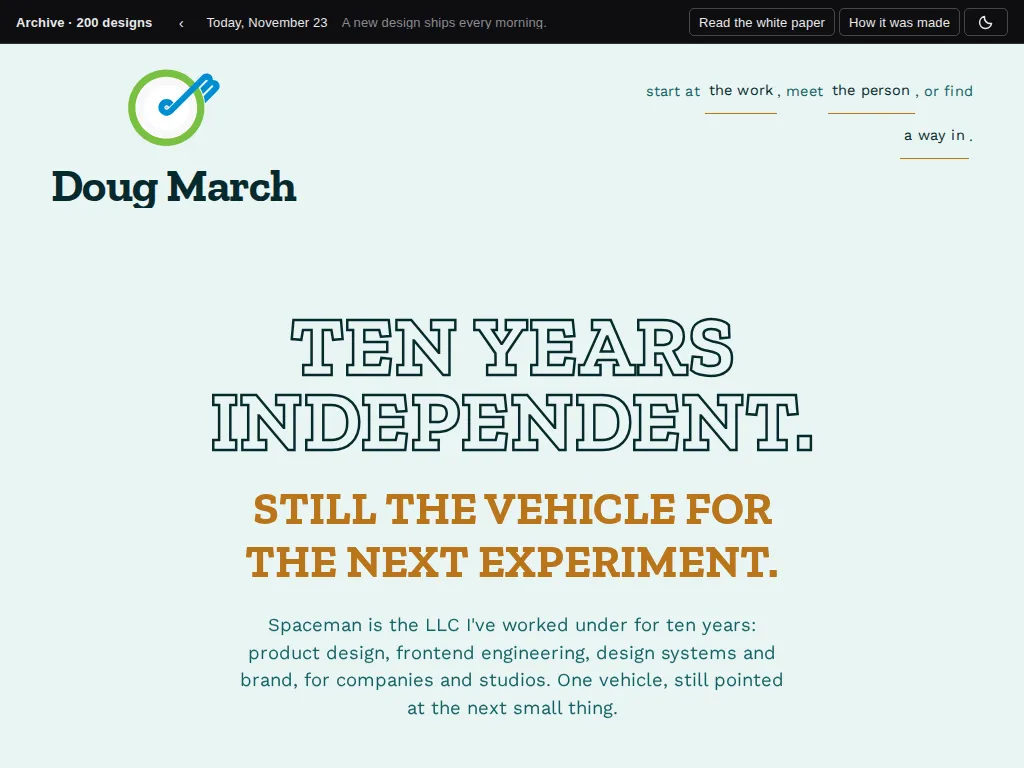 Archive · 200 designs ‹ Today, November 23 A new design ships every morning. Read the white paper How it was made
start at the work , meet the person , or find
a way in .
Doug March
TEN YEARS
INDEPENDENT.
STILL THE VEHICLE FOR
THE NEXT EXPERIMENT.
Spaceman is the LLC I've worked under for ten years:
product design, frontend engineering, design systems and
brand, for companies and studios. One vehicle, still pointed
at the next small thing.